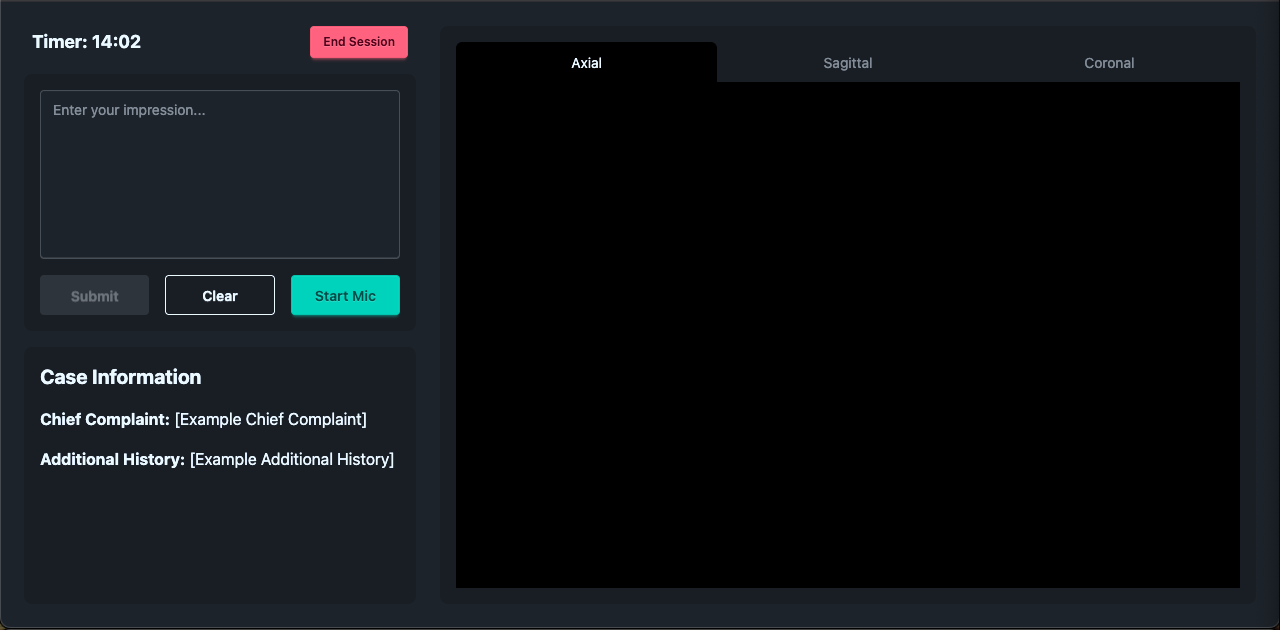 Timer: 14:02
End Session
Enter your impression...
Submit
Clear
Start Mic
Case Information
Chief Complaint: [Example Chief Complaint]
Additional History: [Example Additional History]
Axial
Sagittal
Coronal